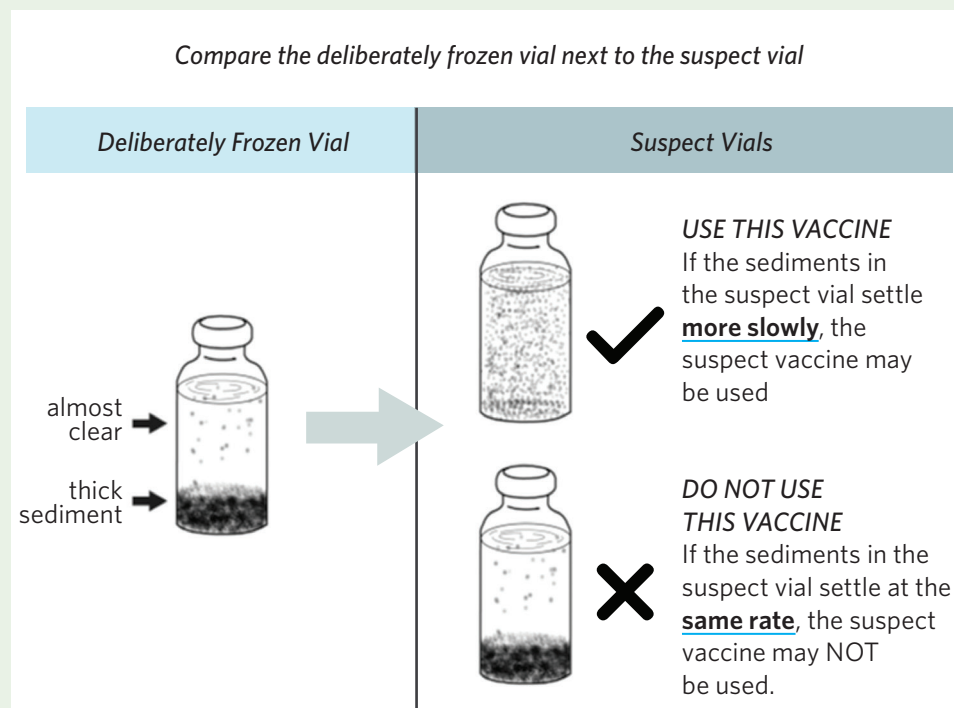 Compare the deliberately frozen vial next to the suspect vial
Deliberately Frozen Vial
Suspect Vials
almost
clear
thick
sediment
USE THIS VACCINE
If the sediments in
the suspect vial settle
more slowly, the
suspect vaccine may
be used
DO NOT USE
THIS VACCINE
If the sediments in the
suspect vial settle at the
same rate, the suspect
vaccine may NOT
be used.